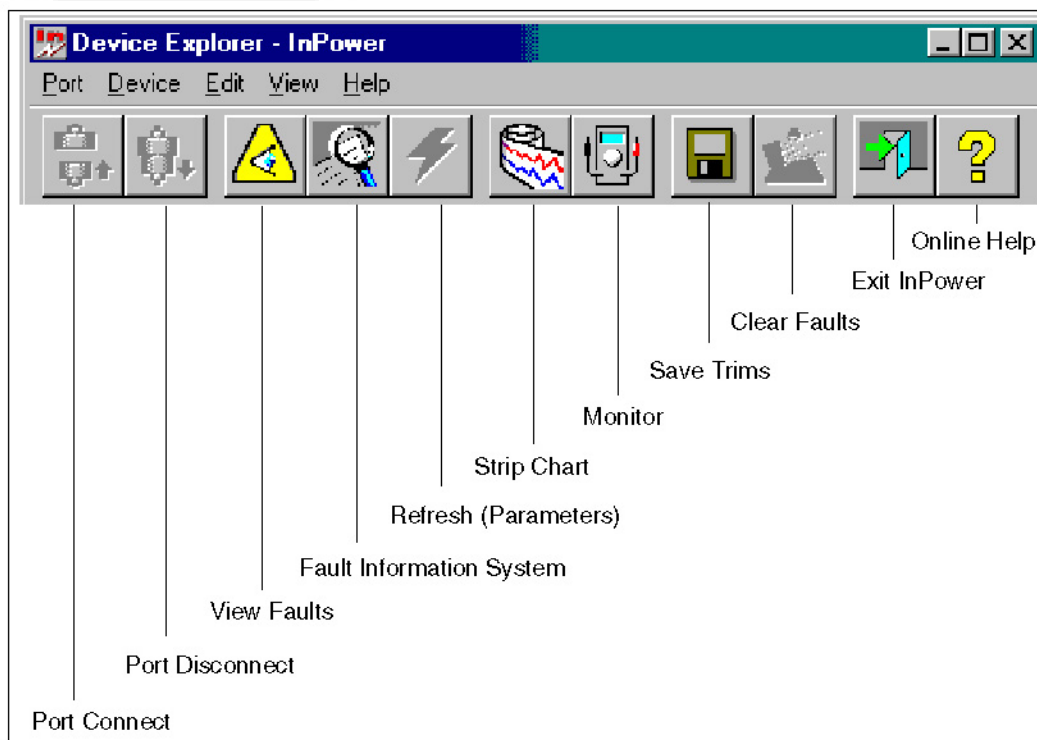 Device Explorer - InPower
Port Device Edit View Help
Online Help
Exit InPower
Clear Faults
Save Trims
Monitor
Strip Chart
Refresh (Parameters)
Fault Information System
View Faults
Port Disconnect
Port Connect